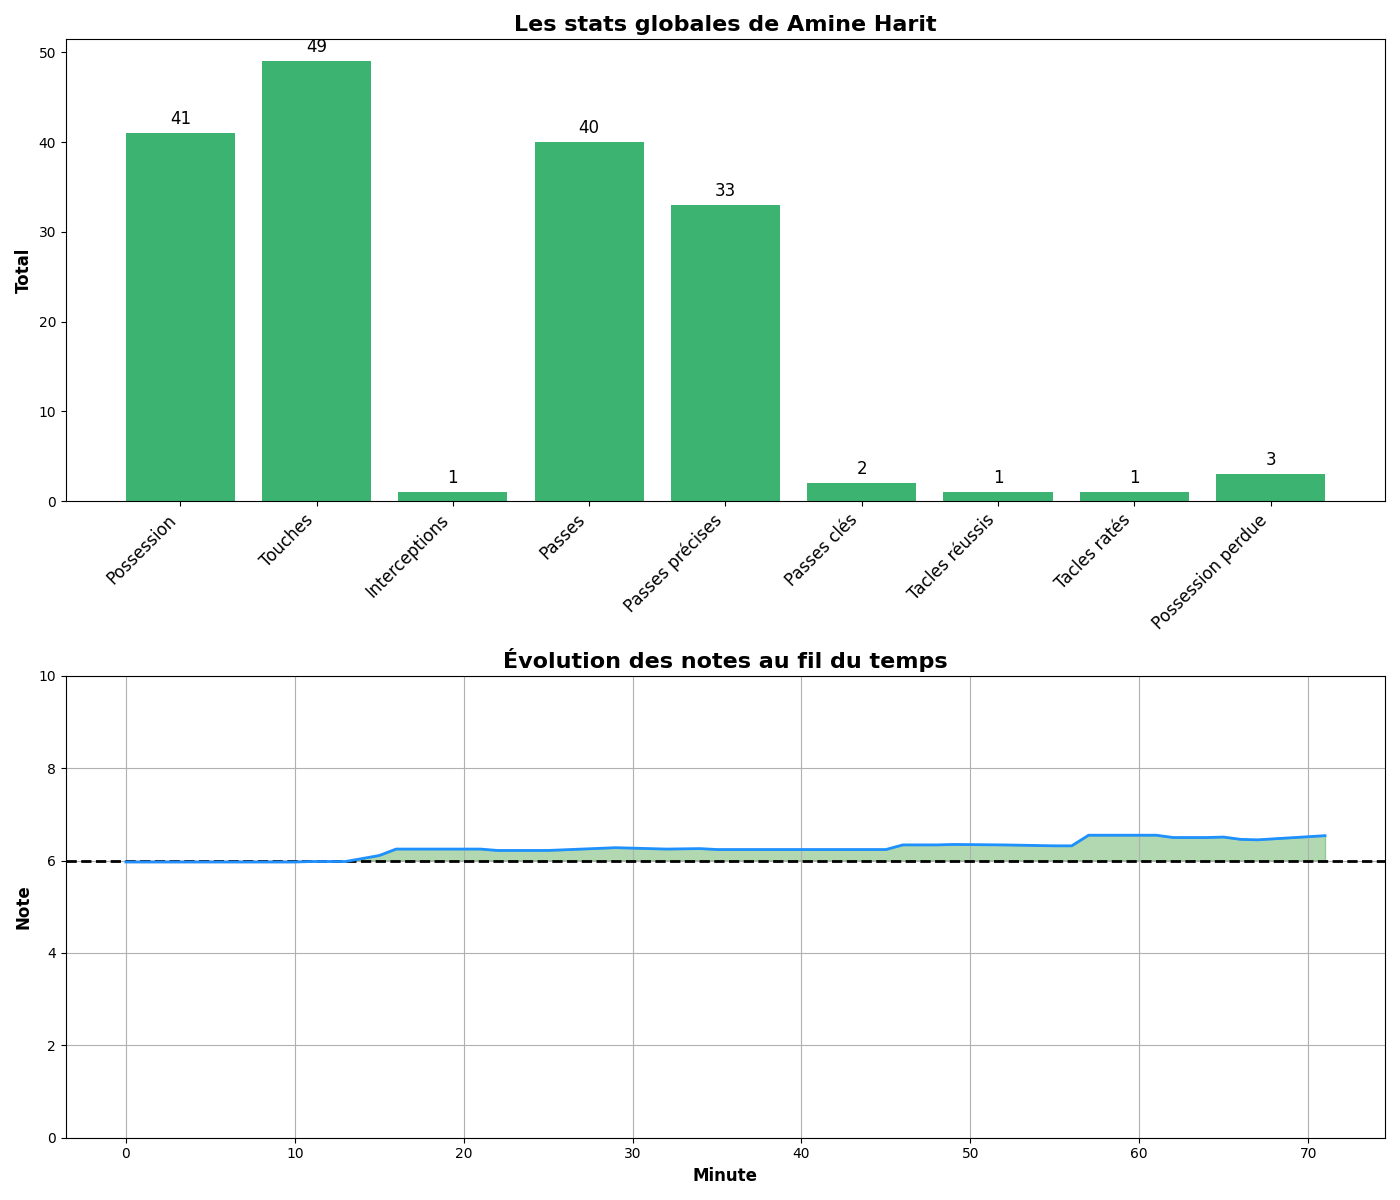 Les stats globales de Amine Harit
Total
50
40
30
20
10
0
41
49
1
40
33
2
1
1
3
Possession
Touches
Interceptions
Passes
Passes précises
Passes clés
Tacles réussis
Tacles ratés
Possession perdue
Évolution des notes au fil du temps
Note
10
8
6
4
2
0
0
10
20
30
40
50
60
70
Minute